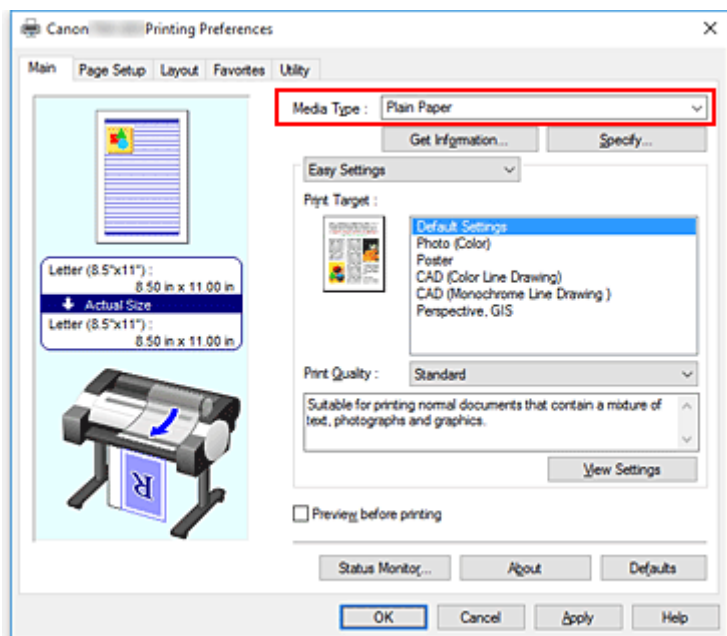 Canon Printing Preferences
Main Page Setup Layout Favorites Utility
Media Type : Plain Paper
Get Information... Specify...
Easy Settings
Print Target :
Default Settings
Photo (Color)
Poster
CAD (Color Line Drawing)
CAD (Monochrome Line Drawing )
Perspective, GIS
Letter (8.5"x11") :
8.50 in x 11.00 in
Actual Size
Letter (8.5"x11") :
8.50 in x 11.00 in
R
Print Quality : Standard
Suitable for printing normal documents that contain a mixture of
text, photographs and graphics.
View Settings
Preview before printing
Status Monitor... About Defaults
OK Cancel Apply Help